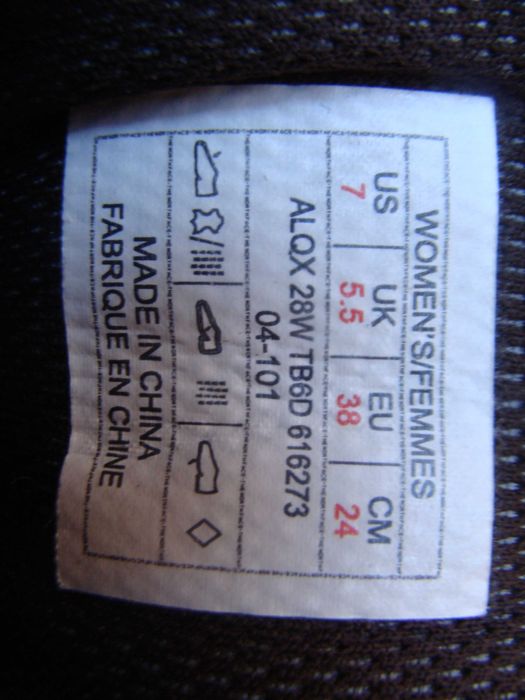 WOMEN'S/FEMMES
US UK EU CM
7 5.5 38 24
ALQX 28W TB6D 616273
04-101
MADE IN CHINA
FABRIQUE EN CHINE